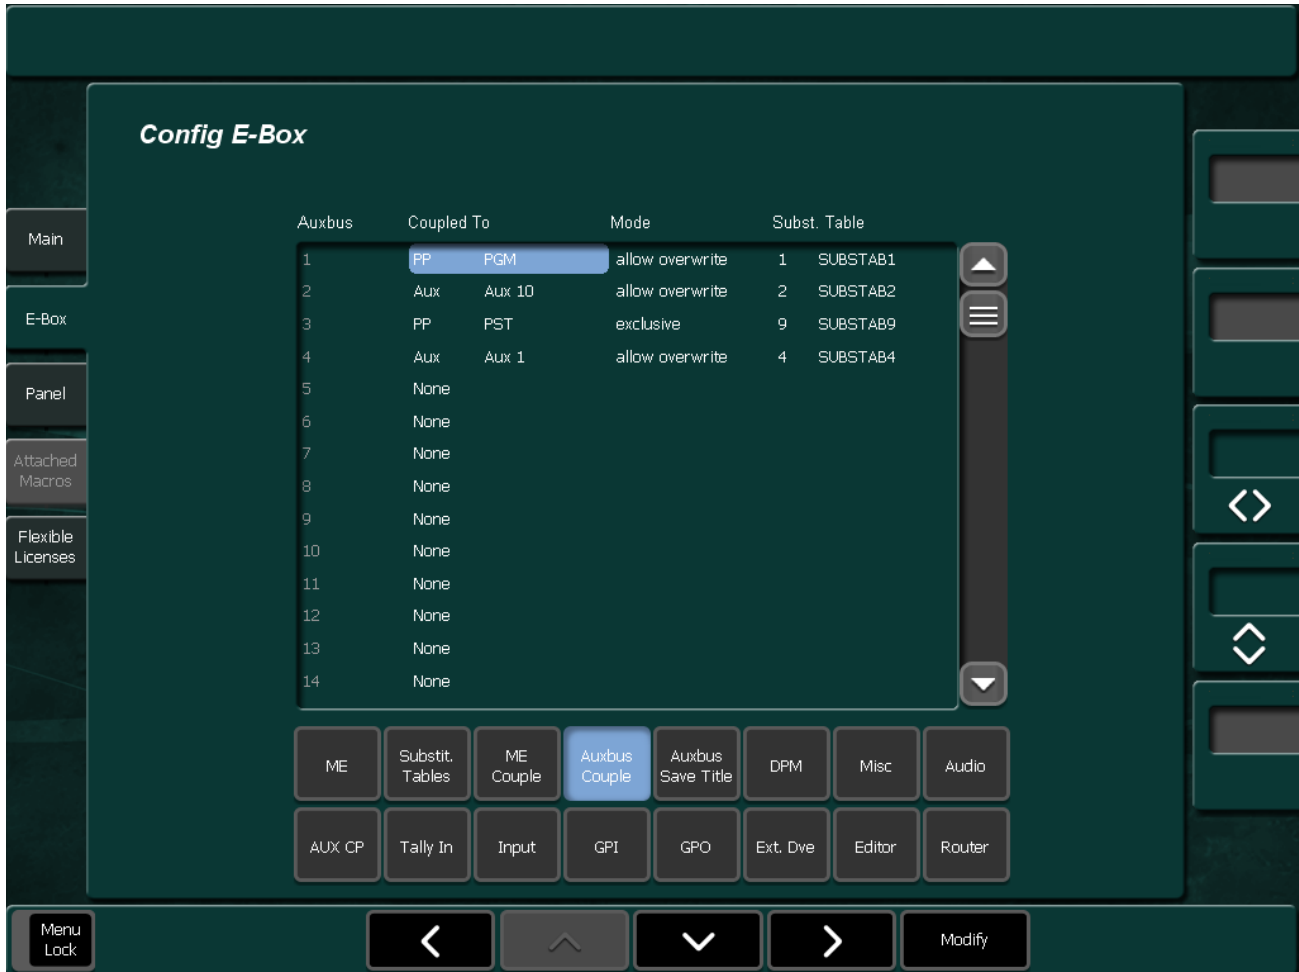 Config E-Box
Auxbus Coupled To Mode Subst. Table
1 PP PGM allow overwrite 1 SUBSTAB1
2 Aux Aux 10 allow overwrite 2 SUBSTAB2
3 PP PST exclusive 9 SUBSTAB9
4 Aux Aux 1 allow overwrite 4 SUBSTAB4
5 None
6 None
7 None
8 None
9 None
10 None
11 None
12 None
13 None
14 None
Main
E-Box
Panel
Attached
Macros
Flexible
Licenses
ME
Substit.
Tables
ME
Couple
Auxbus
Couple
Auxbus
Save Title
DPM
Misc
Audio
AUX CP
Tally In
Input
GPI
GPO
Ext. Dve
Editor
Router
Menu
Lock
Modify